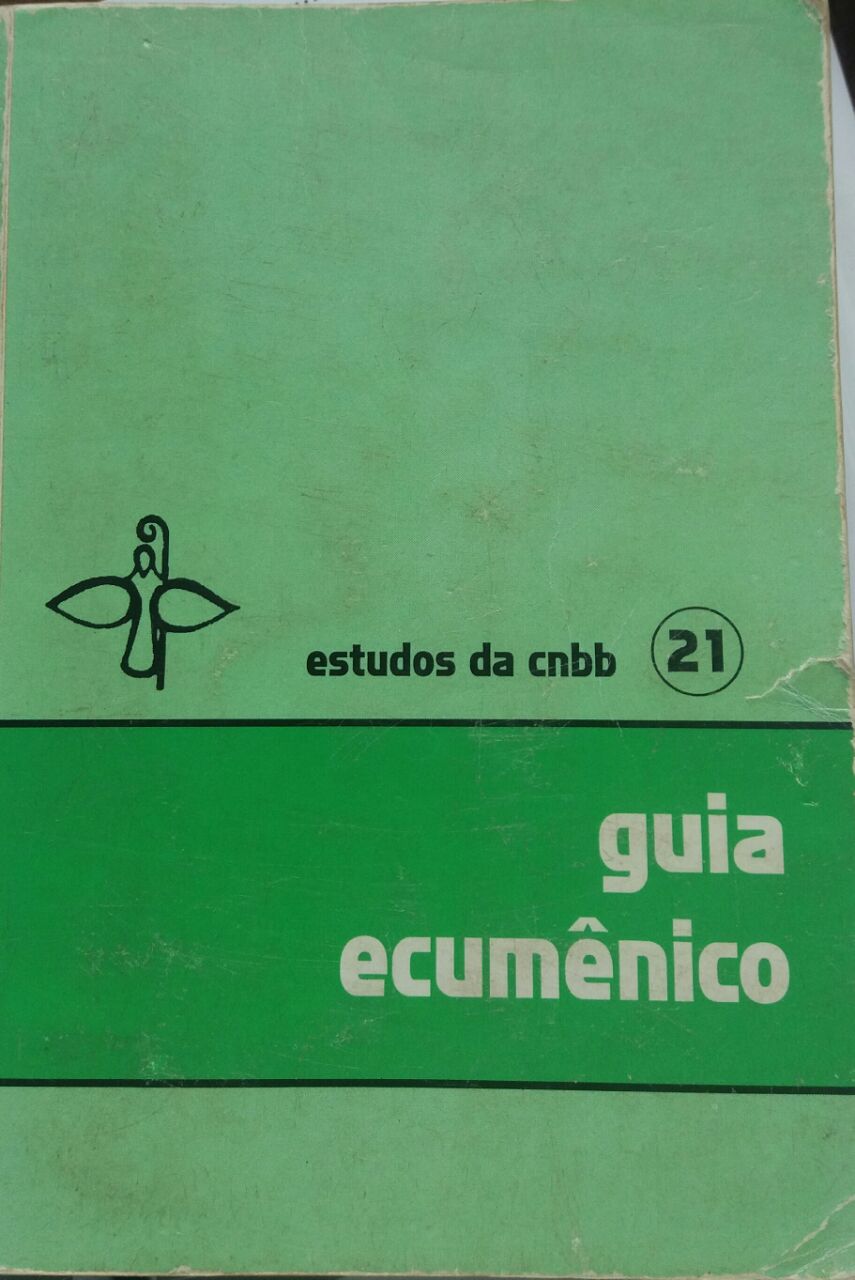 estudos da cnbb 21
guia
ecumênico